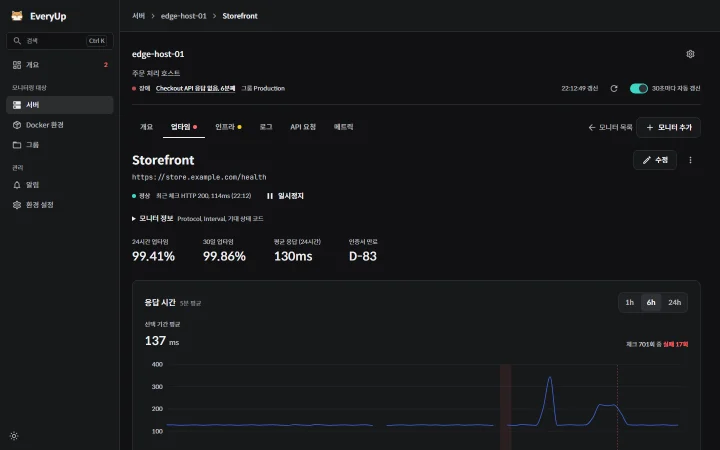 EveryUp
검색
Ctrl K
개요
2
모니터링 대상
서버
Docker 환경
그룹
관리
알림
환경 설정
서버 > edge-host-01 > Storefront
edge-host-01
주문 처리 호스트
장애 Checkout API 응답 없음, 6분째 그룹 Production
22:12:49 갱신
30초마다 자동 갱신
개요 업타임 인프라 로그 API 요청 메트릭
← 모니터 목록
+ 모니터 추가
Storefront
수정
https://store.example.com/health
정상 최근 체크 HTTP 200, 114ms (22:12)
일시정지
모니터 정보 Protocol, Interval, 기대 상태 코드
24시간 업타임 30일 업타임 평균 응답 (24시간) 인증서 만료
99.41% 99.86% 130ms D-83
응답 시간 5분 평균
1h 6h 24h
선택 기간 평균
137 ms
체크 701회 중 실패 17회
400
300
200
100